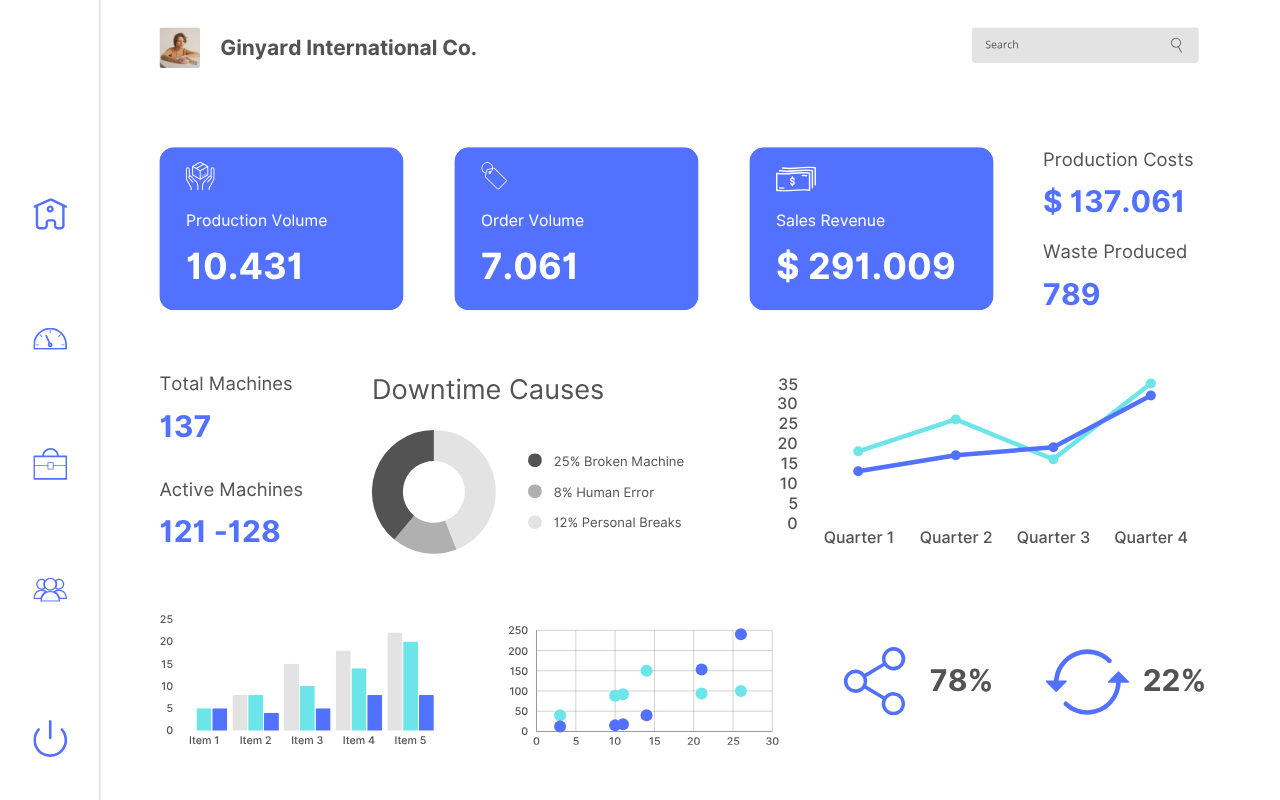 Ginyard International Co.
Search
Production Volume
10.431
Order Volume
7.061
Sales Revenue
$ 291.009
Production Costs
$ 137.061
Waste Produced
789
Total Machines
137
Active Machines
121 -128
Downtime Causes
25% Broken Machine
8% Human Error
12% Personal Breaks
35
30
25
20
15
10
5
0
Quarter 1 Quarter 2 Quarter 3 Quarter 4
25
20
15
10
5
0
Item 1 Item 2 Item 3 Item 4 Item 5
250
200
150
100
50
0
0 5 10 15 20 25 30
78%
22%